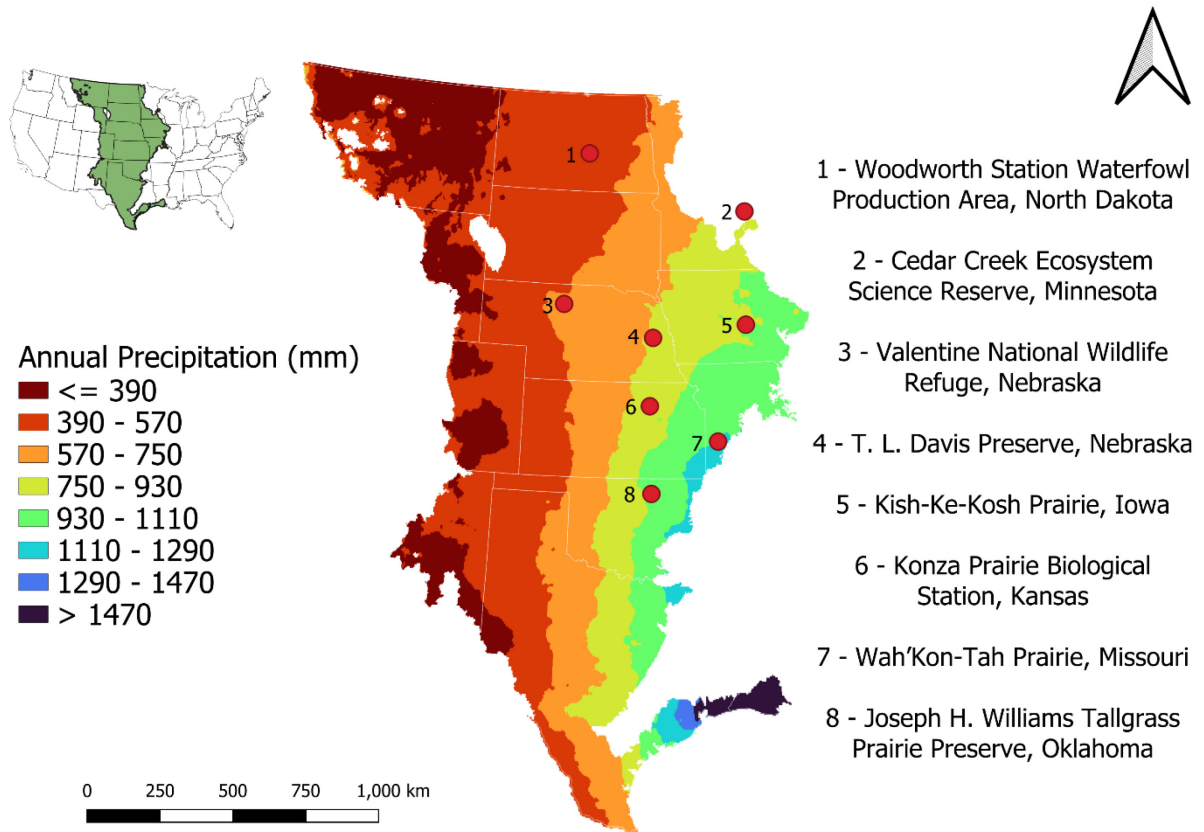 1 - Woodworth Station Waterfowl
Production Area, North Dakota
2 - Cedar Creek Ecosystem
Science Reserve, Minnesota
3 - Valentine National Wildlife
Refuge, Nebraska
4 - T. L. Davis Preserve, Nebraska
5 - Kish-Ke-Kosh Prairie, Iowa
6 - Konza Prairie Biological
Station, Kansas
7 - Wah'Kon-Tah Prairie, Missouri
8 - Joseph H. Williams Tallgrass
Prairie Preserve, Oklahoma
1
2
3
4
5
6
7
8
Annual Precipitation (mm)
<= 390
390 - 570
570 - 750
750 - 930
930 - 1110
1110 - 1290
1290 - 1470
> 1470
0 250 500 750 1,000 km